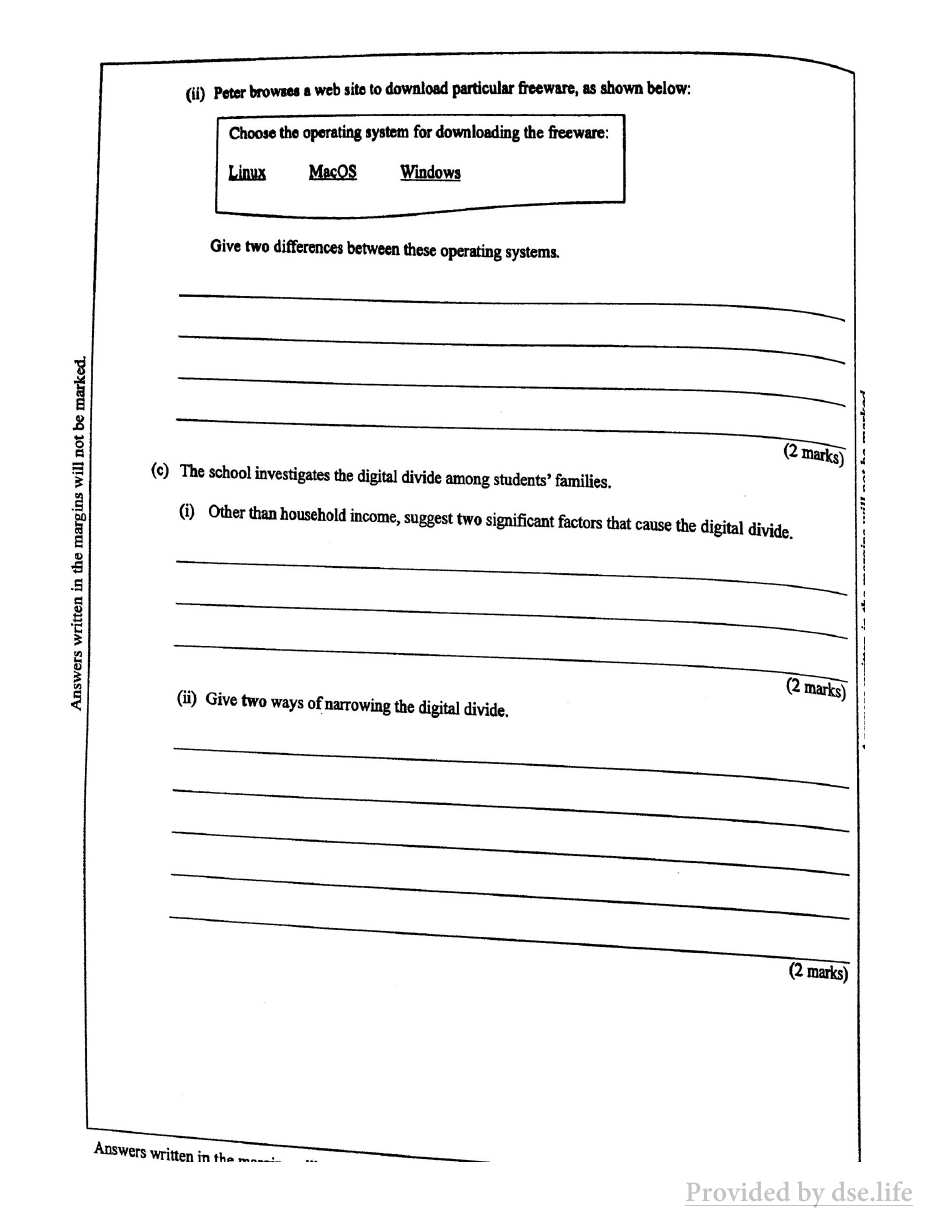 (ii) Peter browses a web site to download particular freeware, as shown below:
Choose the operating system for downloading the freeware:
Linux MacOS Windows
Give two differences between these operating systems.
(2 marks)
(c) The school investigates the digital divide among students' families.
(i) Other than household income, suggest two significant factors that cause the digital divide.
(2 marks)
(ii) Give two ways of narrowing the digital divide.
(2 marks)
Answers written in the margins will not be marked.
Answers written in the
Provided by dse.life